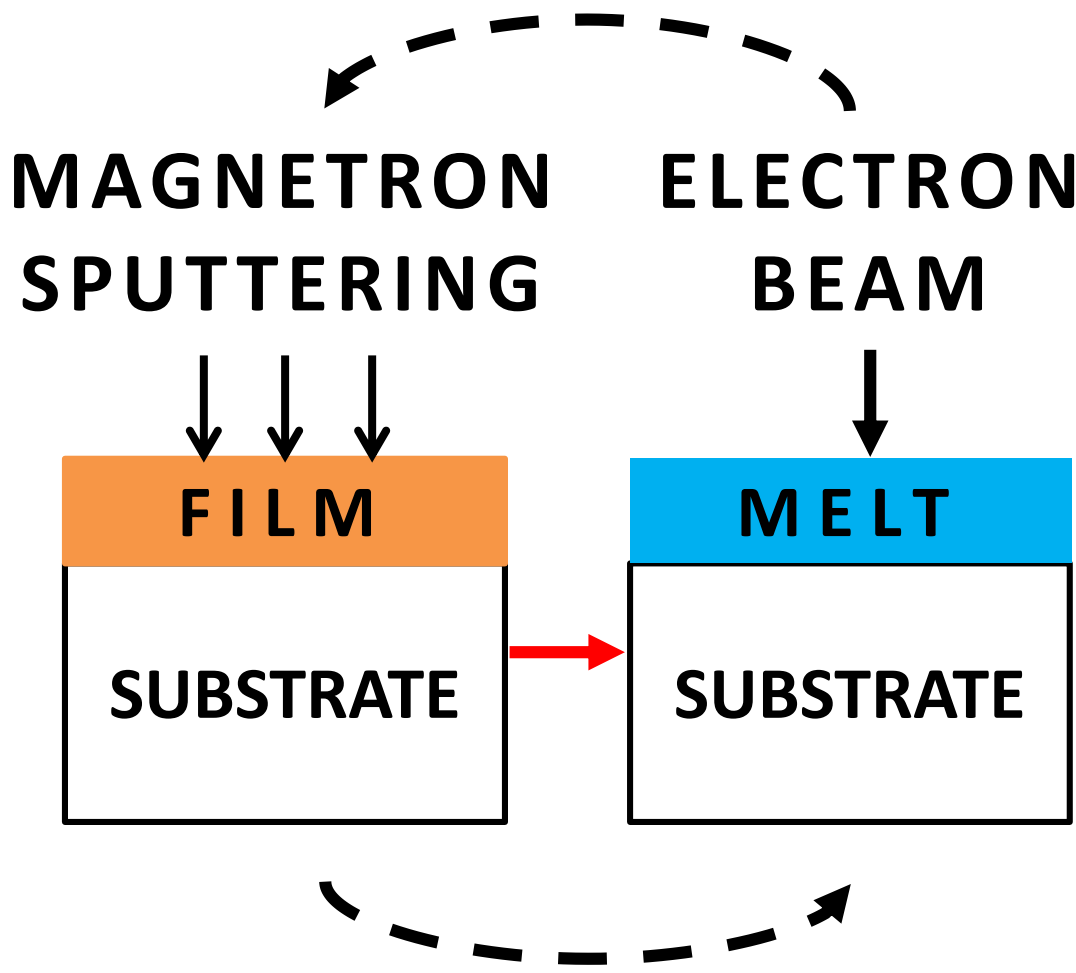 MAGNETRON
SPUTTERING
FILM
SUBSTRATE
ELECTRON
BEAM
MELT
SUBSTRATE